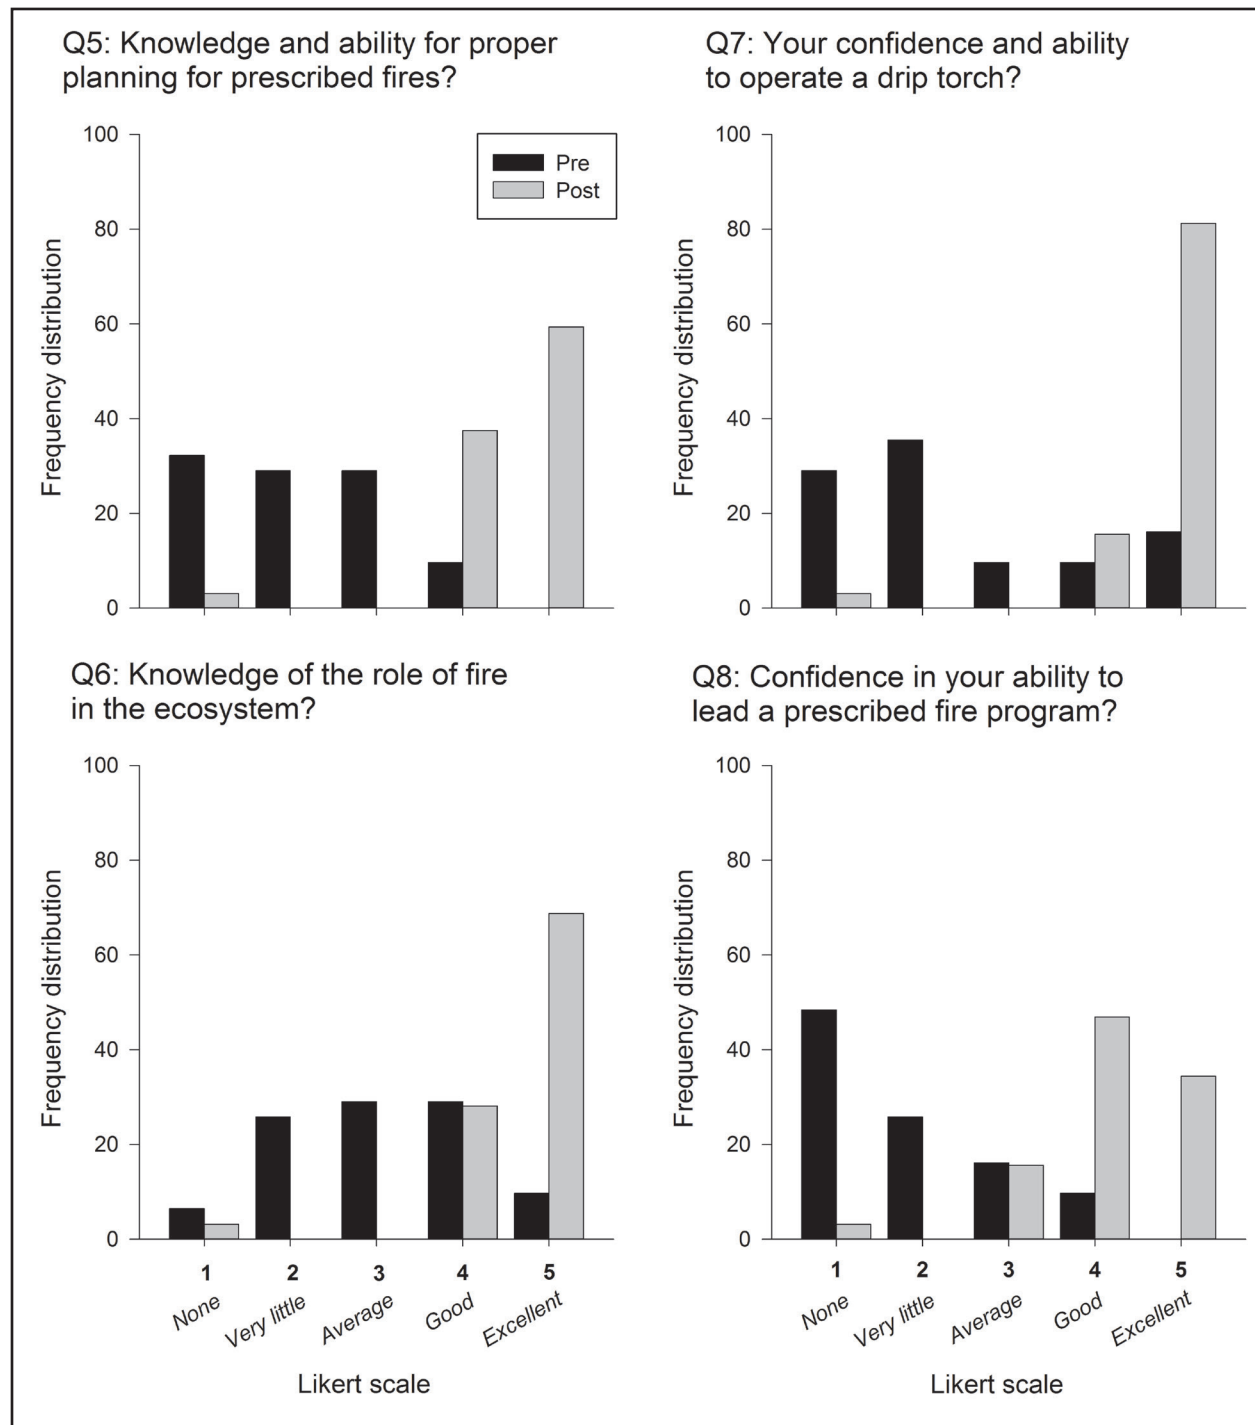 Q5: Knowledge and ability for proper
planning for prescribed fires?
100
80
60
40
20
0
Frequency distribution
Pre
Post
Q7: Your confidence and ability
to operate a drip torch?
100
80
60
40
20
0
Frequency distribution
Q6: Knowledge of the role of fire
in the ecosystem?
100
80
60
40
20
0
Frequency distribution
1 2 3 4 5
None Very little Average Good Excellent
Likert scale
Q8: Confidence in your ability to
lead a prescribed fire program?
100
80
60
40
20
0
Frequency distribution
1 2 3 4 5
None Very little Average Good Excellent
Likert scale